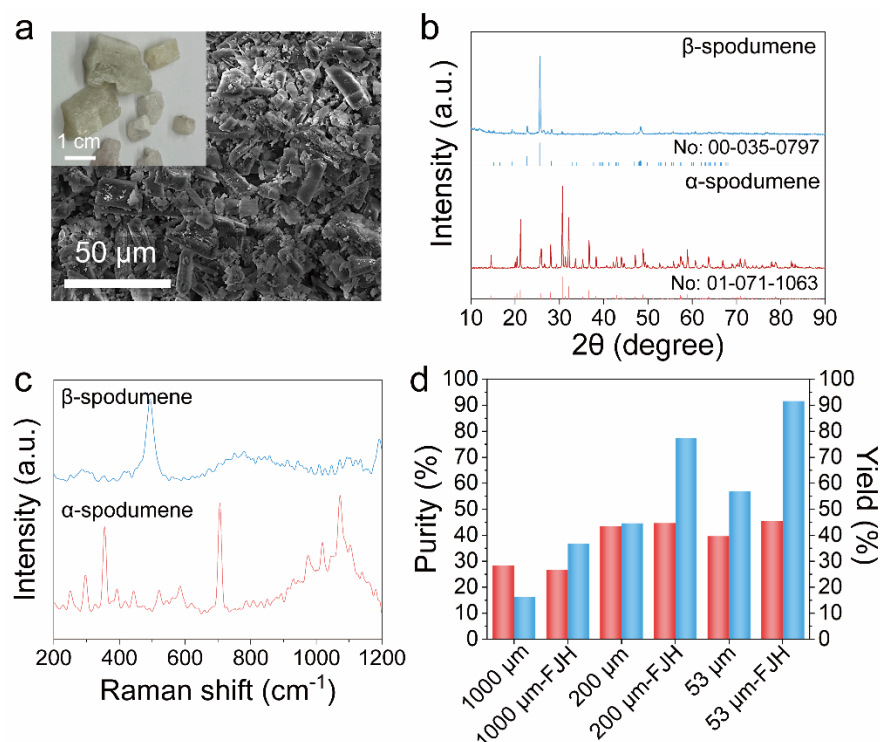 a
1 cm
50 μm
b
β-spodumene
No: 00-035-0797
α-spodumene
No: 01-071-1063
Intensity (a.u.)
10 20 30 40 50 60 70 80 90
2θ (degree)
c
β-spodumene
α-spodumene
Intensity (a.u.)
200 400 600 800 1000 1200
Raman shift (cm⁻¹)
d
100
90
80
70
60
50
40
30
20
10
0
Purity (%)
100
90
80
70
60
50
40
30
20
10
0
Yield (%)
1000 μm
1000 μm-FJH
200 μm
200 μm-FJH
53 μm
53 μm-FJH